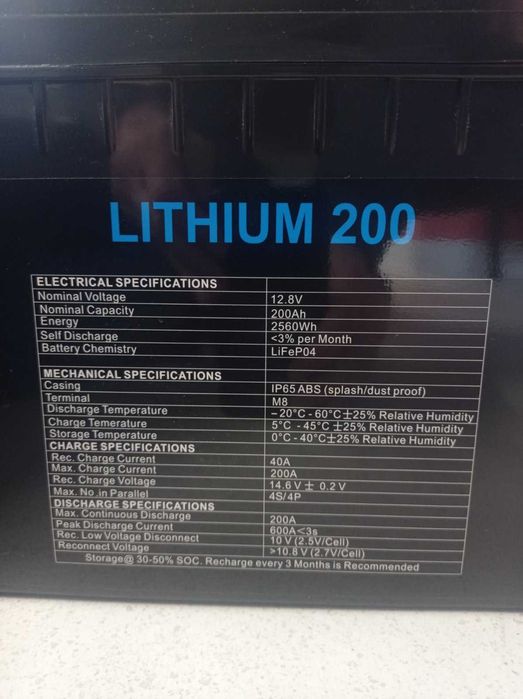 LITHIUM 200
ELECTRICAL SPECIFICATIONS
Nominal Voltage 12.8V
Nominal Capacity 200Ah
Energy 2560Wh
Self Discharge <3% per Month
Battery Chemistry LiFeP04
MECHANICAL SPECIFICATIONS
Casing IP65 ABS (splash/dust proof)
Terminal M8
Discharge Temperature –20°C - 60°C±25% Relative Humidity
Charge Temerature 5°C -45°C ±25% Relative Humidity
Storage Temperature 0°C - 40°C±25% Relative Humidity
CHARGE SPECIFICATIONS
Rec. Charge Current 40A
Max. Charge Current 200A
Rec. Charge Voltage 14.6V ± 0.2 V
Max. No .in Parallel 4S/4P
DISCHARGE SPECIFICATIONS
Max. Continuous Discharge 200A
Peak Discharge Current 600A<3s
Rec. Low Voltage Disconnect 10 V (2.5V/Cell)
Reconnect Voltage >10.8 V (2.7V/Cell)
Storage@ 30-50% SOC. Recharge every 3 Months is Recommended